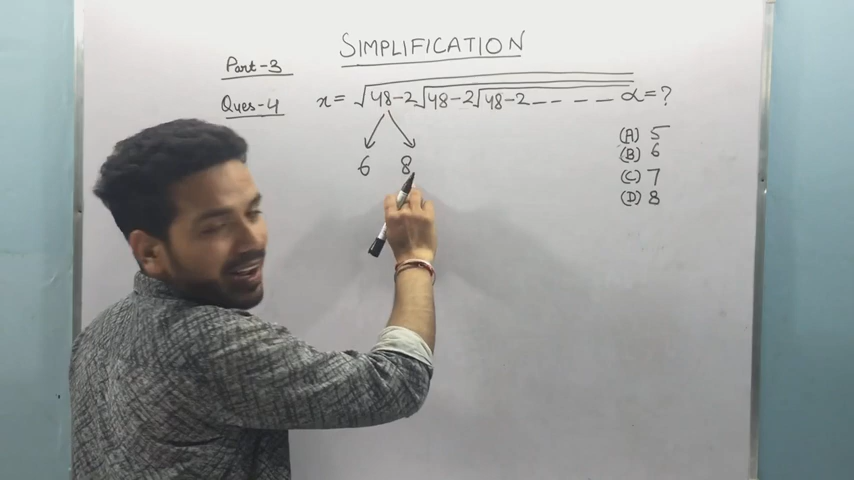 SIMPLIFICATION
Part-3
Ques-4 x = √48-2√48-2√48-2---- α = ?
6 8
(A) 5
(B) 6
(C) 7
(D) 8